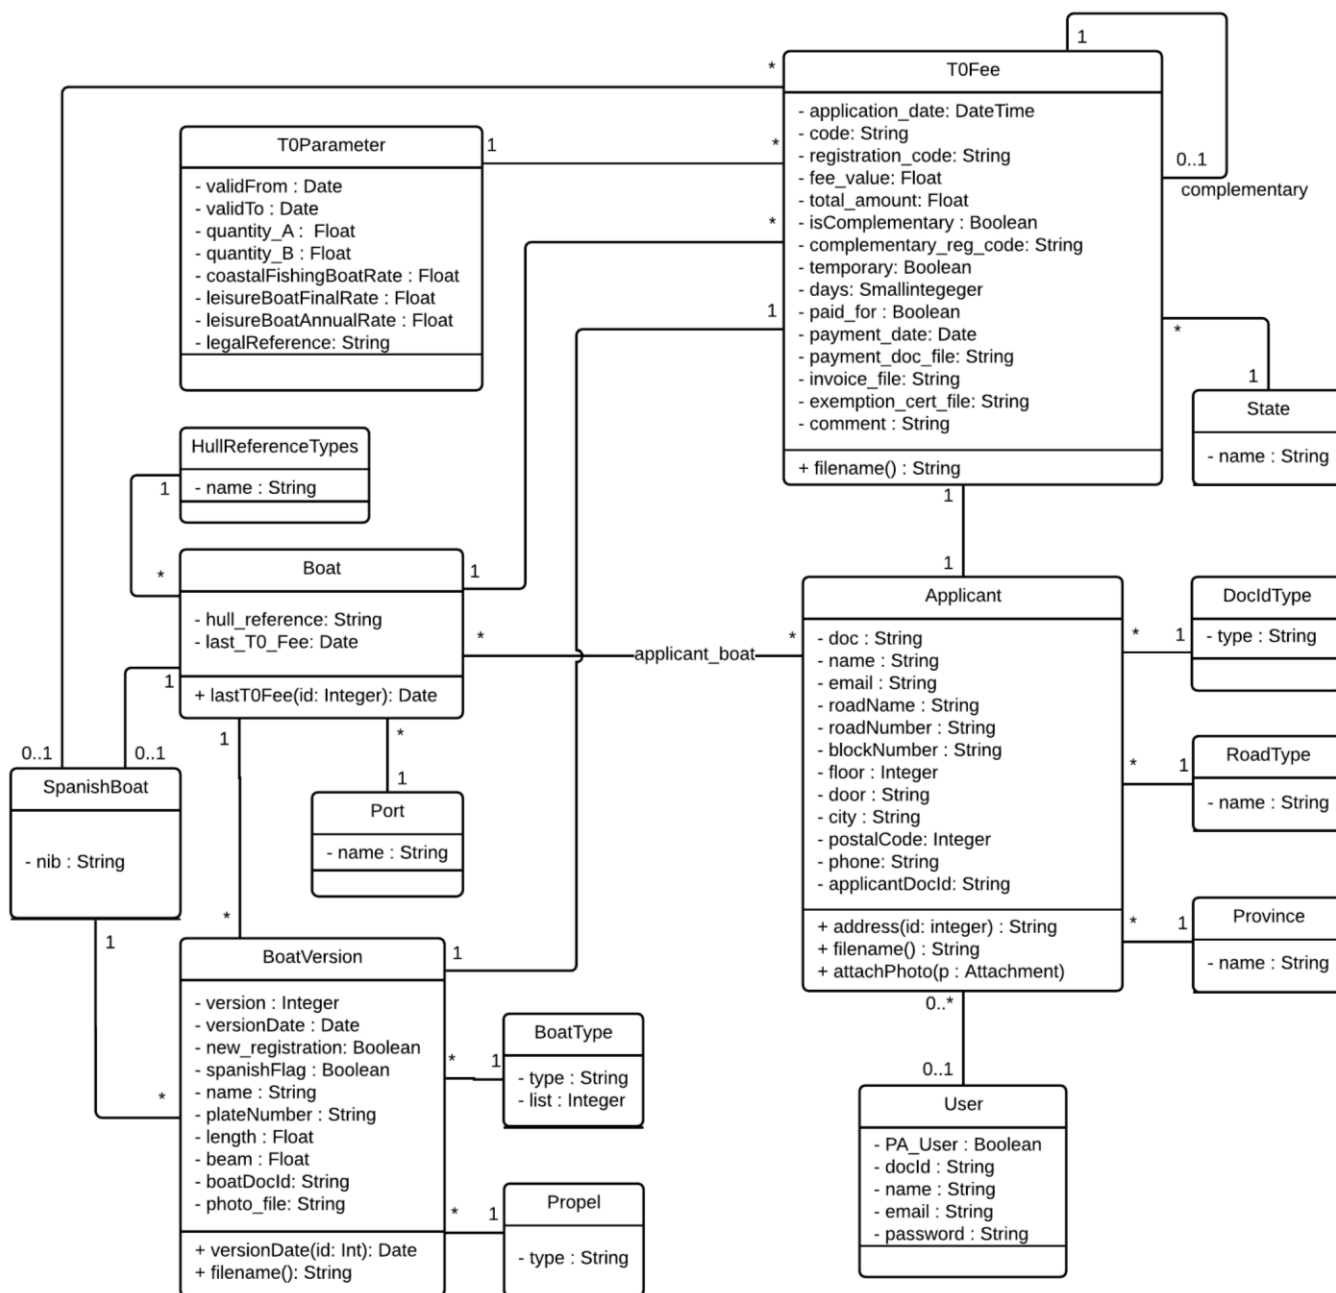 1
T0Fee
*
- application_date: DateTime
- code: String
- registration_code: String
- fee_value: Float
- total_amount: Float
- isComplementary : Boolean
- complementary_reg_code: String
- temporary: Boolean
- days: Smallintegeger
- paid_for : Boolean
- payment_date: Date
- payment_doc_file: String
- invoice_file: String
- exemption_cert_file: String
- comment : String
+ filename() : String
0..1
complementary
T0Parameter
1
*
- validFrom : Date
- validTo : Date
- quantity_A : Float
- quantity_B : Float
- coastalFishingBoatRate : Float
- leisureBoatFinalRate : Float
- leisureBoatAnnualRate : Float
- legalReference: String
*
1
*
1
State
- name : String
HullReferenceTypes
- name : String
1
*
Boat
1
- hull_reference: String
- last_T0_Fee: Date
+ lastT0Fee(id: Integer): Date
*
applicant_boat
*
1
1
Applicant
- doc : String
- name : String
- email : String
- roadName : String
- roadNumber : String
- blockNumber : String
- floor : Integer
- door : String
- city : String
- postalCode: Integer
- phone: String
- applicantDocId: String
+ address(id: integer) : String
+ filename() : String
+ attachPhoto(p : Attachment)
DocIdType
- type : String
*
1
RoadType
- name : String
*
1
Province
- name : String
*
1
1
0..1
0..1
SpanishBoat
- nib : String
1
*
1
*
1
Port
- name : String
*
BoatVersion
1
- version : Integer
- versionDate : Date
- new_registration: Boolean
- spanishFlag : Boolean
- name : String
- plateNumber : String
- length : Float
- beam : Float
- boatDocId: String
- photo_file: String
+ versionDate(id: Int): Date
+ filename(): String
BoatType
- type : String
- list : Integer
*
1
Propel
- type : String
*
1
0..*
0..1
User
- PA_User : Boolean
- docId : String
- name : String
- email : String
- password : String